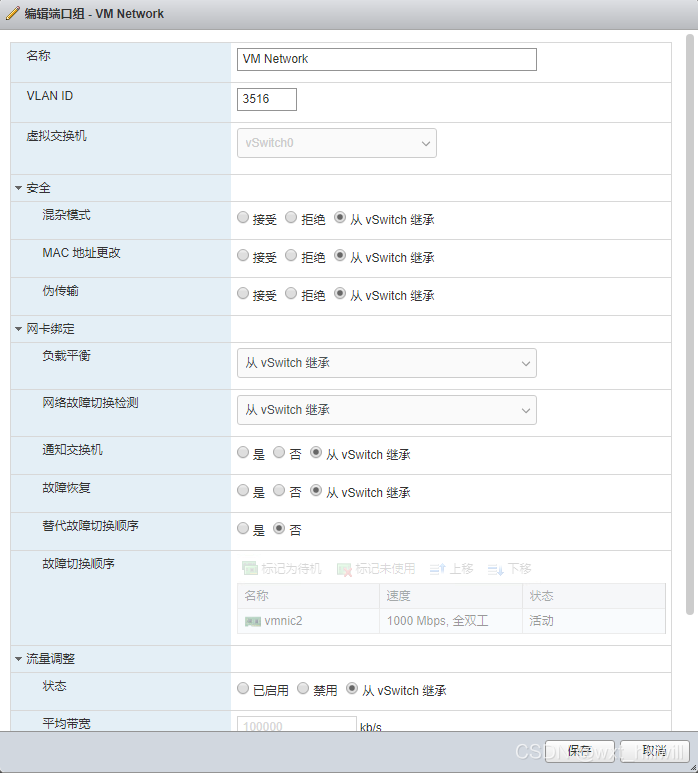 编辑端口组 - VM Network
名称 VM Network
VLAN ID 3516
虚拟交换机 vSwitch0
安全
混杂模式 接受 拒绝 从 vSwitch 继承
MAC 地址更改 接受 拒绝 从 vSwitch 继承
伪传输 接受 拒绝 从 vSwitch 继承
网卡绑定
负载平衡 从 vSwitch 继承
网络故障切换检测 从 vSwitch 继承
通知交换机 是 否 从 vSwitch 继承
故障恢复 是 否 从 vSwitch 继承
替代故障切换顺序 是 否
故障切换顺序 标记为待机 标记未使用 上移 下移
名称 速度 状态
vmnic2 1000 Mbps, 全双工 活动
流量调整
状态 已启用 禁用 从 vSwitch 继承
平均带宽 100000 kb/s
保存 取消